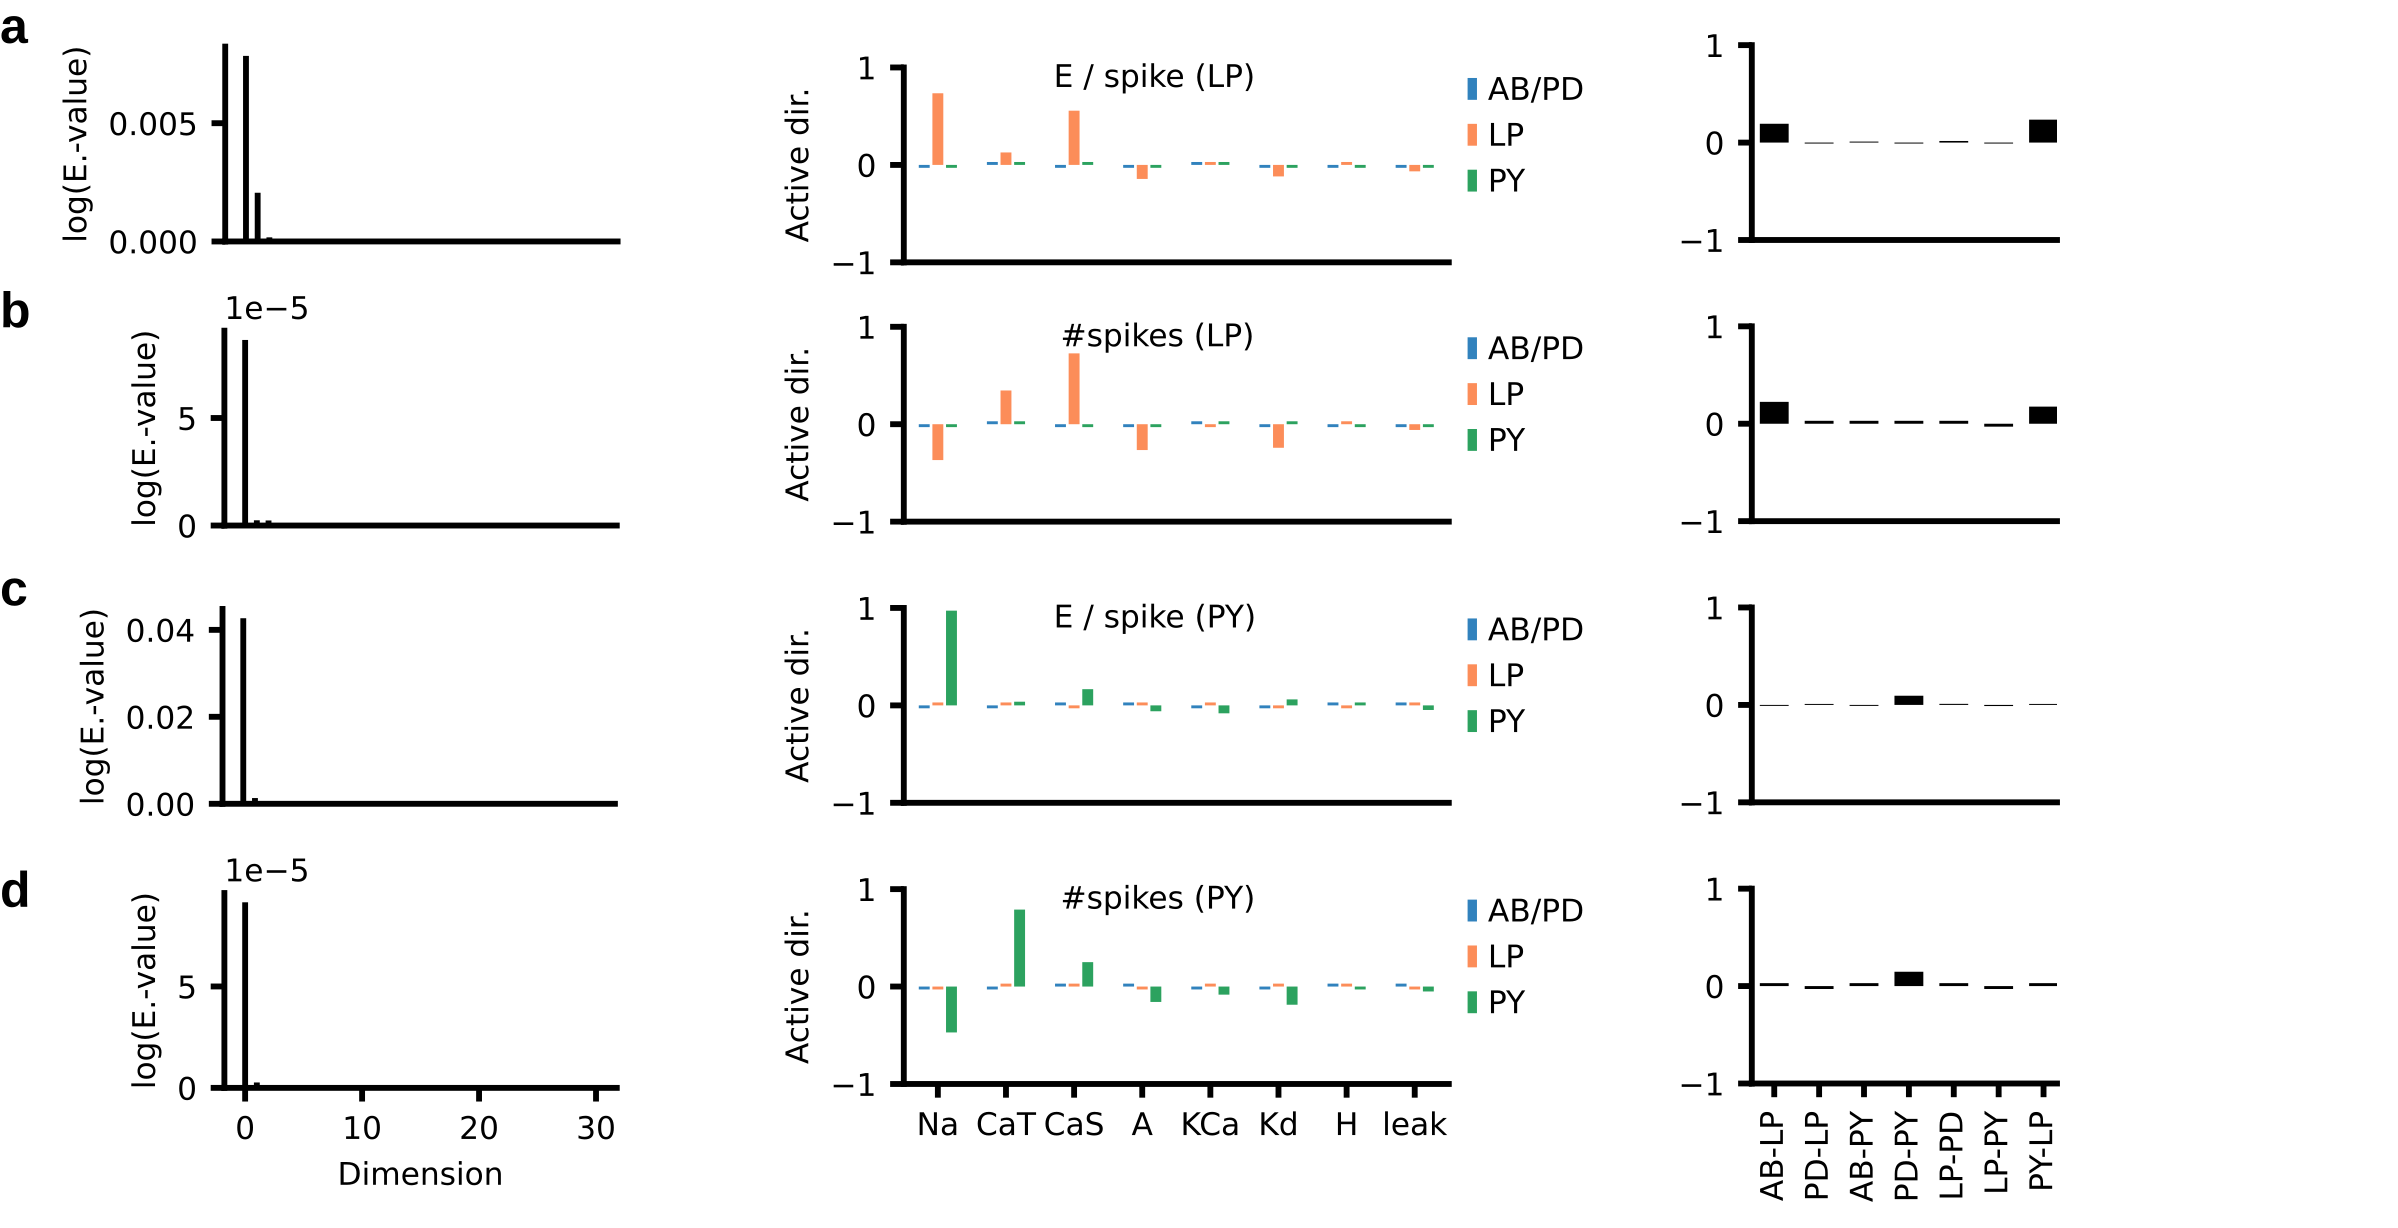 a
log(E.-value)
0.005
0.000
E / spike (LP)
Active dir.
1
0
−1
AB/PD
LP
PY
1
0
−1
b
1e−5
log(E.-value)
5
0
#spikes (LP)
Active dir.
1
0
−1
AB/PD
LP
PY
1
0
−1
c
log(E.-value)
0.04
0.02
0.00
E / spike (PY)
Active dir.
1
0
−1
AB/PD
LP
PY
1
0
−1
d
1e−5
log(E.-value)
5
0
0 10 20 30
Dimension
#spikes (PY)
Active dir.
1
0
−1
Na CaT CaS A KCa Kd H leak
AB/PD
LP
PY
1
0
−1
AB-LP
PD-LP
AB-PY
PD-PY
LP-PD
LP-PY
PY-LP